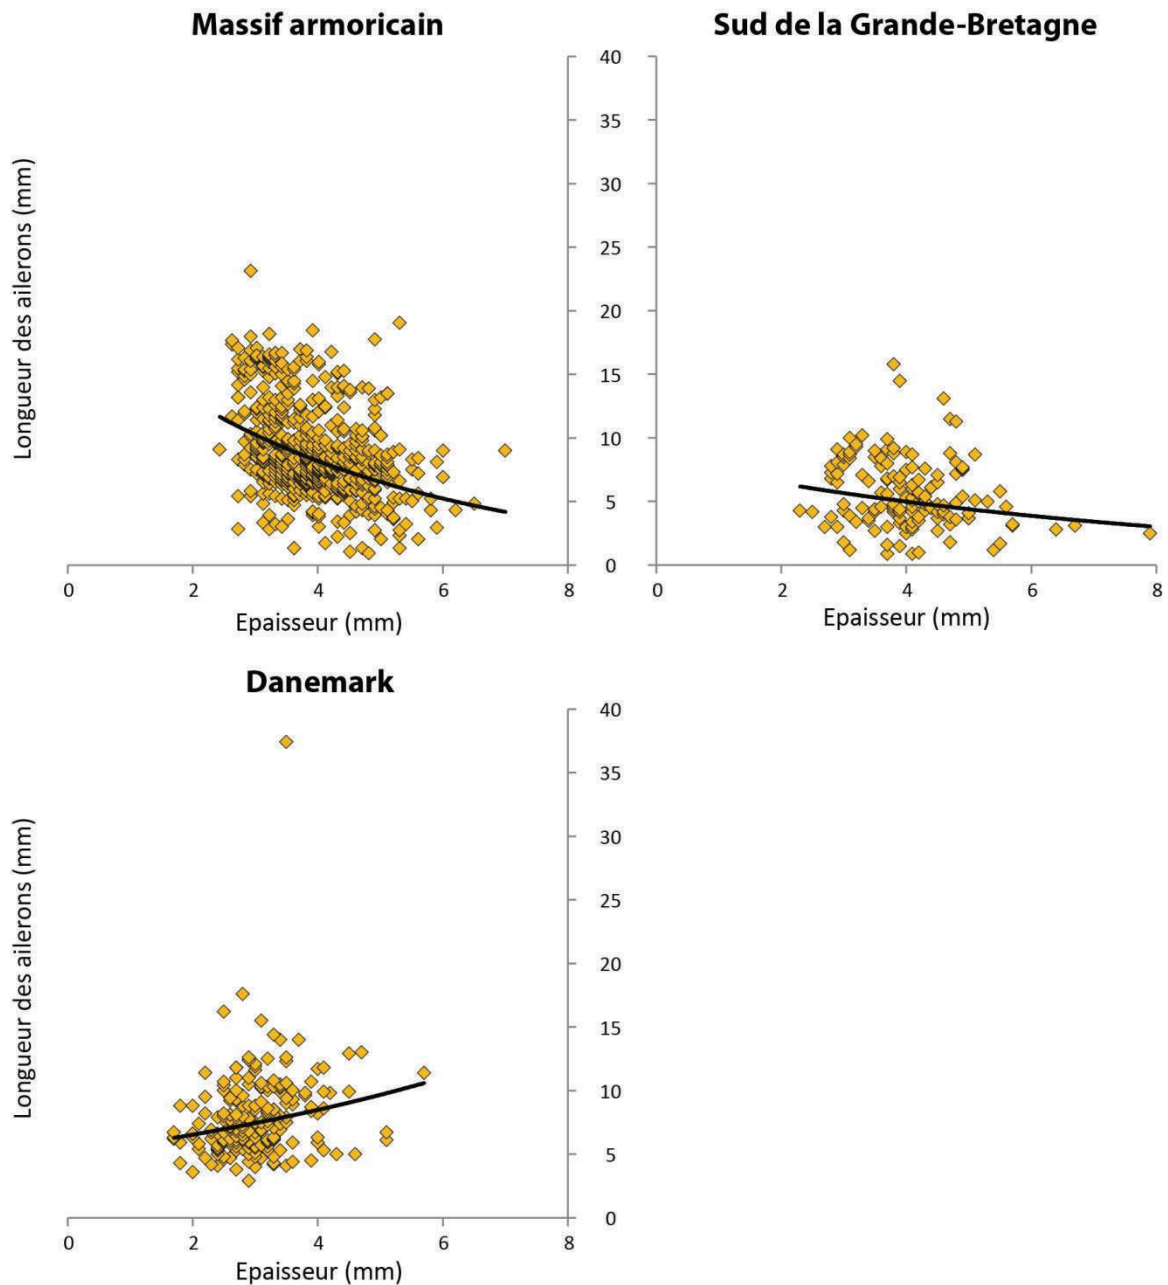 Massif armoricain
Sud de la Grande-Bretagne
Longueur des ailerons (mm)
40
35
30
25
20
15
10
5
0
0 2 4 6 8
Epaisseur (mm)
0 2 4 6 8
Epaisseur (mm)
Danemark
Longueur des ailerons (mm)
40
35
30
25
20
15
10
5
0
0 2 4 6 8
Epaisseur (mm)